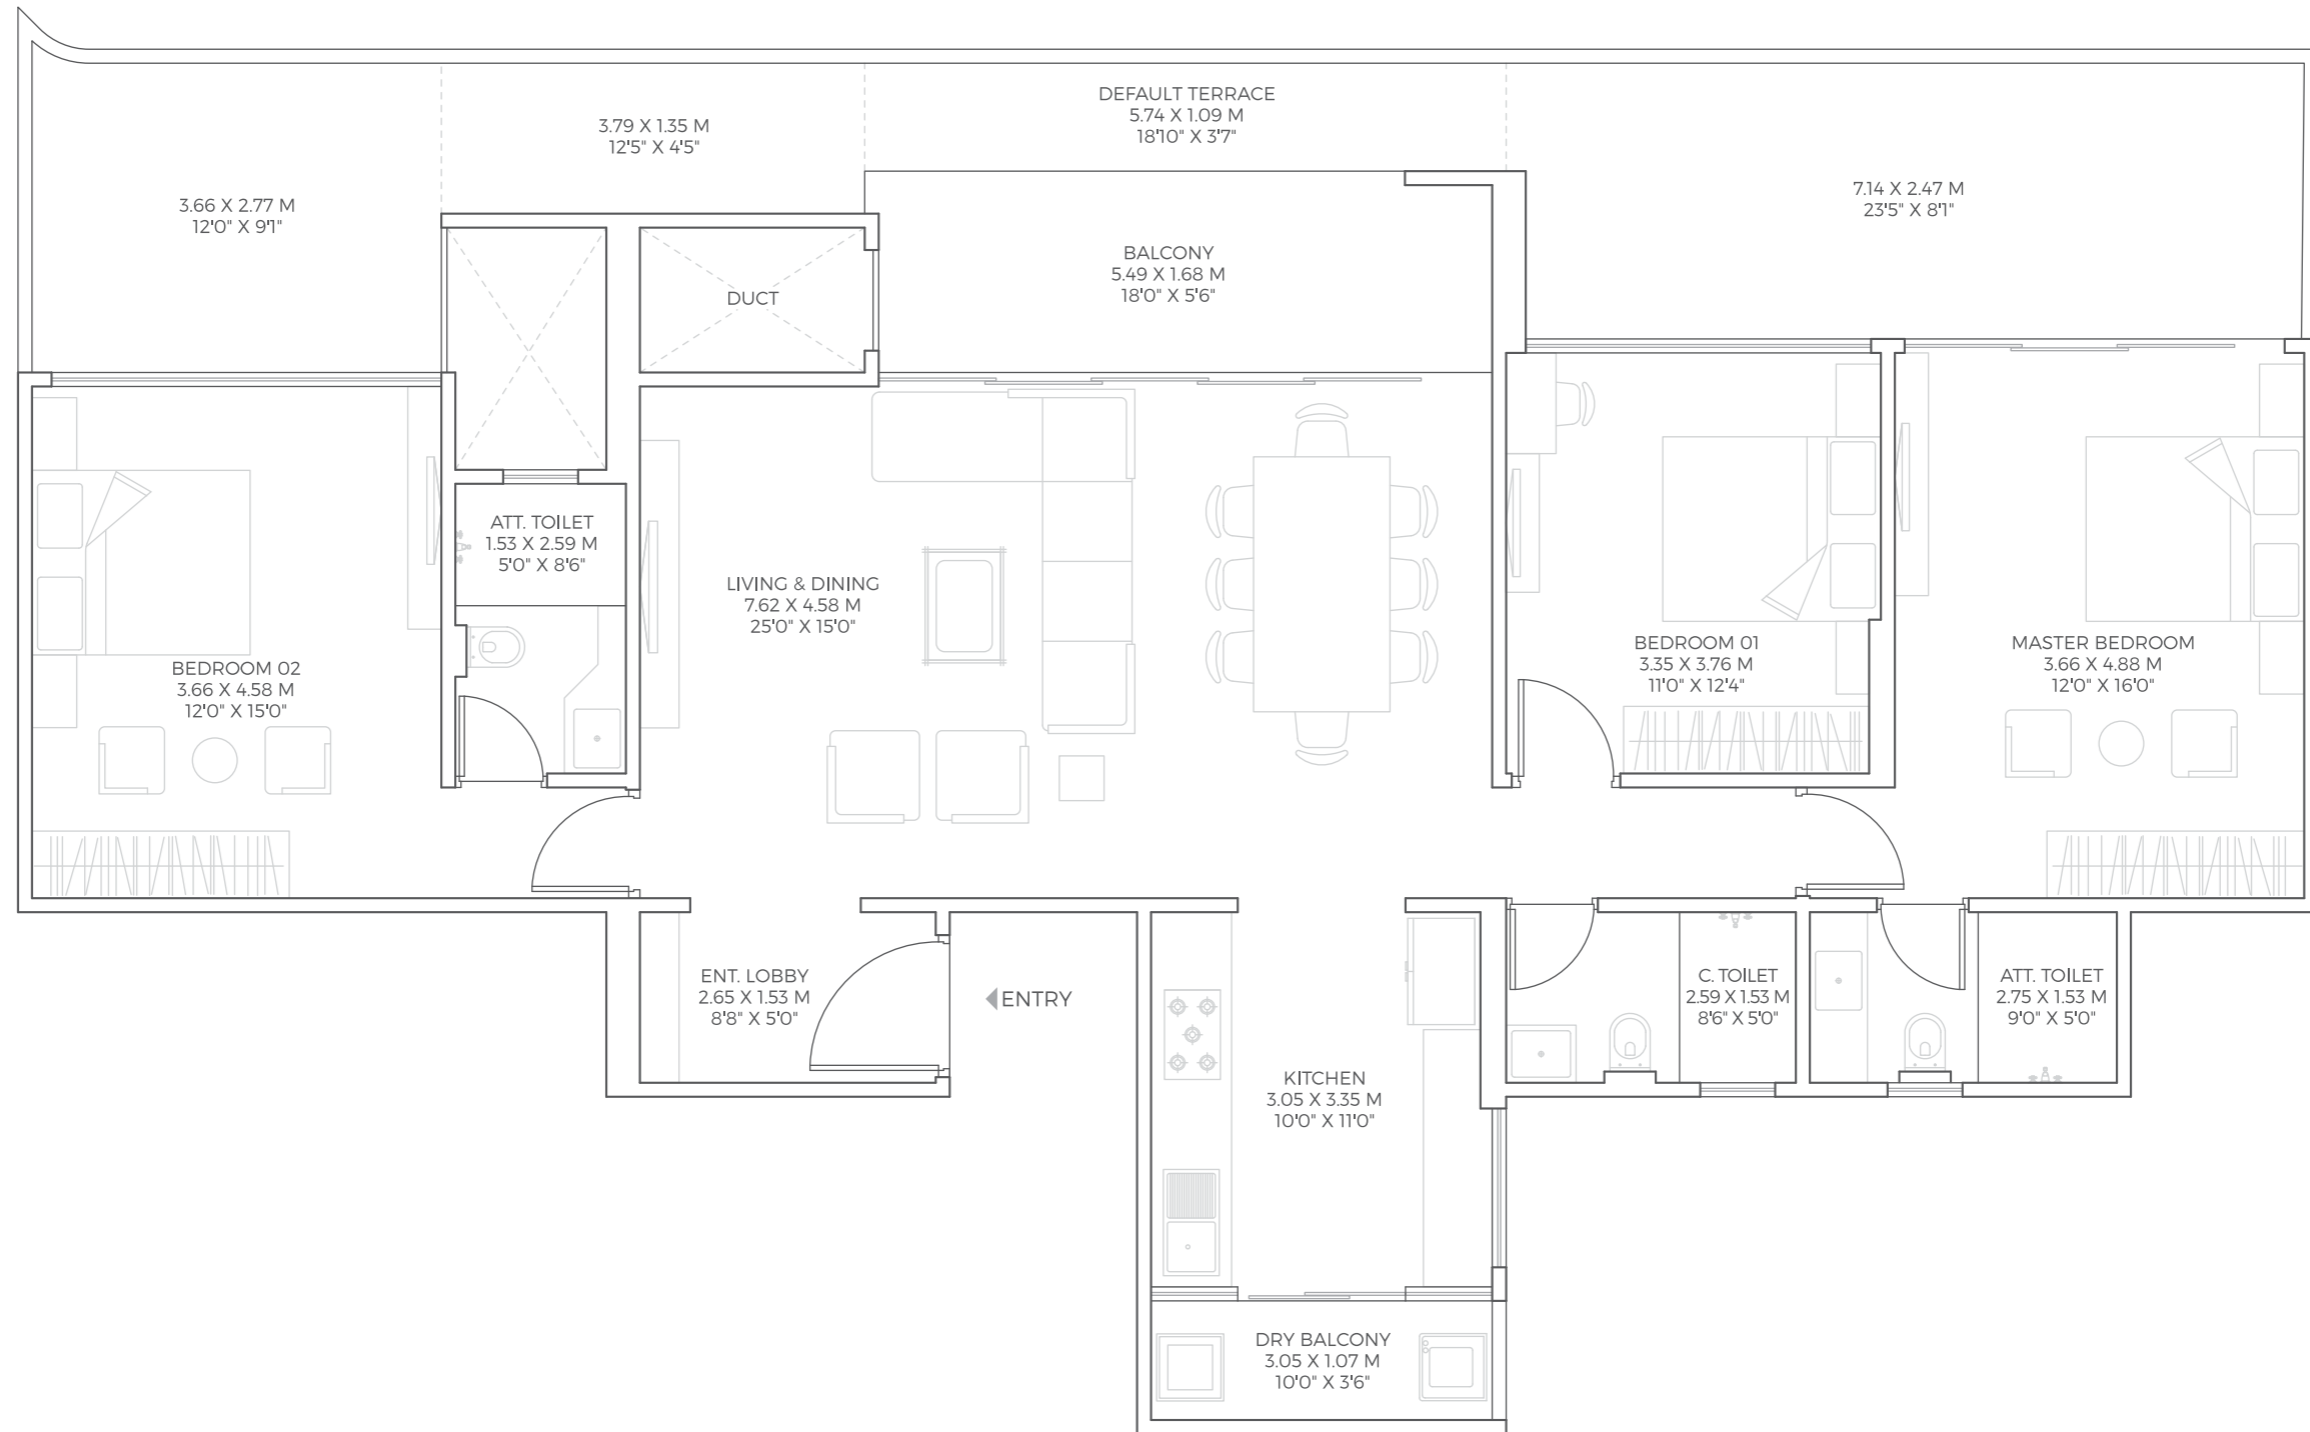 DEFAULT TERRACE
5.74 X 1.09 M
18'10" X 3'7"
3.79 X 1.35 M
12'5" X 4'5"
3.66 X 2.77 M
12'0" X 9'1"
7.14 X 2.47 M
23'5" X 8'1"
BALCONY
5.49 X 1.68 M
18'0" X 5'6"
DUCT
ATT. TOILET
1.53 X 2.59 M
5'0" X 8'6"
LIVING & DINING
7.62 X 4.58 M
25'0" X 15'0"
BEDROOM 02
3.66 X 4.58 M
12'0" X 15'0"
BEDROOM 01
3.35 X 3.76 M
11'0" X 12'4"
MASTER BEDROOM
3.66 X 4.88 M
12'0" X 16'0"
ENT. LOBBY
2.65 X 1.53 M
8'8" X 5'0"
ENTRY
C. TOILET
2.59 X 1.53 M
8'6" X 5'0"
ATT. TOILET
2.75 X 1.53 M
9'0" X 5'0"
KITCHEN
3.05 X 3.35 M
10'0" X 11'0"
DRY BALCONY
3.05 X 1.07 M
10'0" X 3'6"